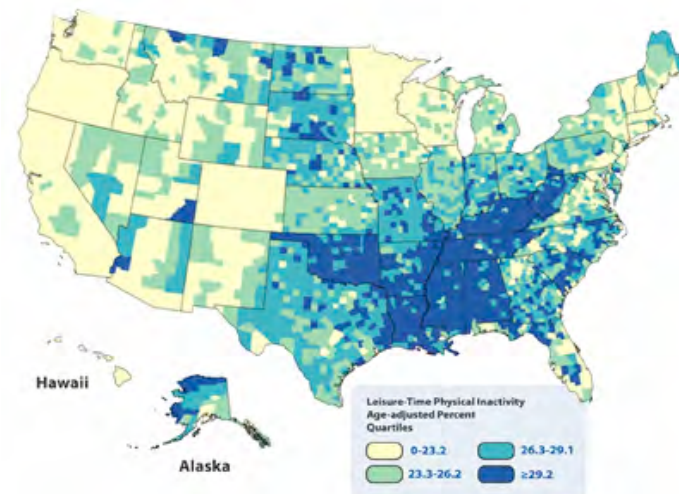 Hawaii
Alaska
Leisure-Time Physical Inactivity
Age-adjusted Percent
Quartiles
0-23.2
26.3-29.1
23.3-26.2
≥29.2